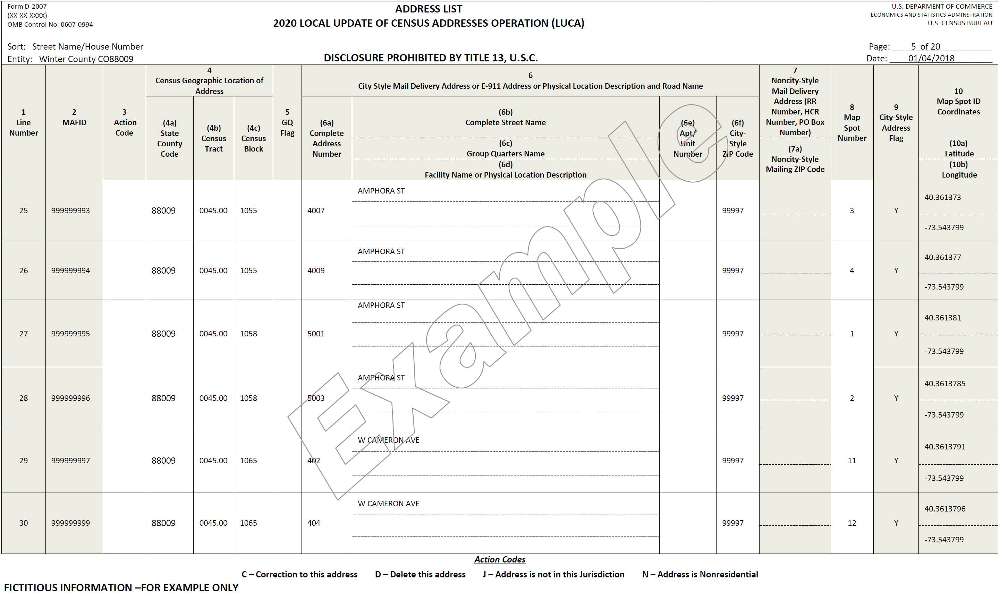 Form D-2007
(XX-XX-XXXX)
OMB Control No. 0607-0994
ADDRESS LIST
2020 LOCAL UPDATE OF CENSUS ADDRESSES OPERATION (LUCA)
U.S. DEPARMENT OF COMMERCE
ECONOMICS AND STATISTICS ADMINSTRATION
U.S. CENSUS BUREAU
Sort: Street Name/House Number
Entity: Winter County CO88009
DISCLOSURE PROHIBITED BY TITLE 13, U.S.C.
Page: 5 of 20
Date: 01/04/2018
1
Line
Number
2
MAFID
3
Action
Code
4
Census Geographic Location of
Address
(4a)
State
County
Code
(4b)
Census
Tract
(4c)
Census
Block
5
GQ
Flag
6
City Style Mail Delivery Address or E-911 Address or Physical Location Description and Road Name
(6a)
Complete
Address
Number
(6b)
Complete Street Name
(6c)
Group Quarters Name
(6d)
Facility Name or Physical Location Description
(6e)
Apt/
Unit
Number
(6f)
City-
Style
ZIP Code
7
Noncity-Style
Mail Delivery
Address (RR
Number, HCR
Number, PO Box
Number)
(7a)
Noncity-Style
Mailing ZIP Code
8
Map
Spot
Number
9
City-Style
Address
Flag
10
Map Spot ID
Coordinates
(10a)
Latitude
(10b)
Longitude
25 999999993 88009 0045.00 1055 4007 AMPHORA ST 99997 3 Y 40.361373
-73.543799
26 999999994 88009 0045.00 1055 4009 AMPHORA ST 99997 4 Y 40.361377
-73.543799
27 999999995 88009 0045.00 1058 5001 AMPHORA ST 99997 1 Y 40.361381
-73.543799
28 999999996 88009 0045.00 1058 5003 AMPHORA ST 99997 2 Y 40.3613785
-73.543799
29 999999997 88009 0045.00 1065 402 W CAMERON AVE 99997 11 Y 40.3613791
-73.543799
30 999999999 88009 0045.00 1065 404 W CAMERON AVE 99997 12 Y 40.3613796
-73.543799
Example
Action Codes
C – Correction to this address D – Delete this address J – Address is not in this Jurisdiction N – Address is Nonresidential
FICTITIOUS INFORMATION –FOR EXAMPLE ONLY